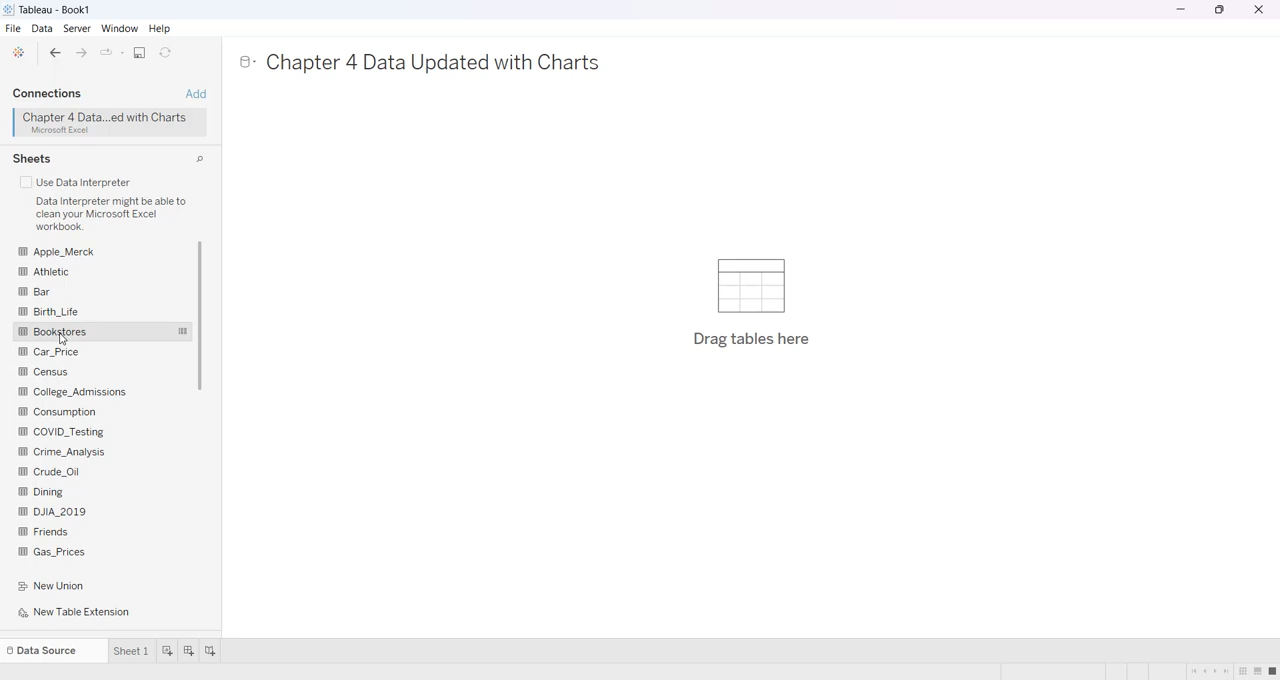 Tableau - Book1
File Data Server Window Help
Chapter 4 Data Updated with Charts
Connections Add
Chapter 4 Data...ed with Charts
Microsoft Excel
Sheets
Use Data Interpreter
Data Interpreter might be able to
clean your Microsoft Excel
workbook.
Apple_Merck
Athletic
Bar
Birth_Life
Bookstores
Car_Price
Census
College_Admissions
Consumption
COVID_Testing
Crime_Analysis
Crude_Oil
Dining
DJIA_2019
Friends
Gas_Prices
New Union
New Table Extension
Drag tables here
Data Source Sheet 1